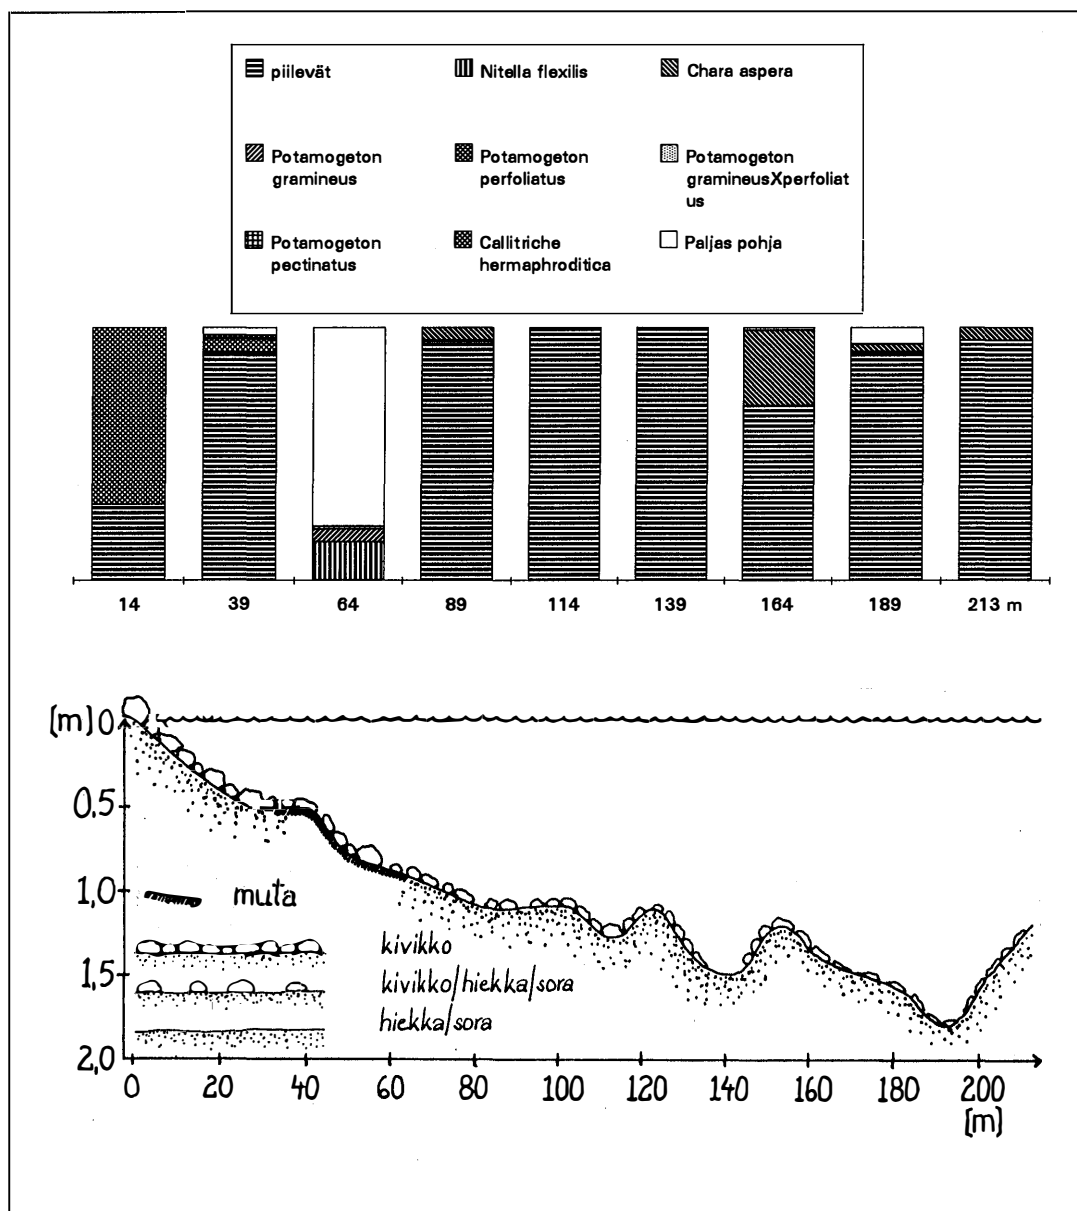 piilevät
Nitella flexilis
Chara aspera
Potamogeton
gramineus
Potamogeton
perfoliatus
Potamogeton
gramineusXperfoliat
us
Potamogeton
pectinatus
Callitriche
hermaphroditica
Paljas pohja
14 39 64 89 114 139 164 189 213 m
[m] 0
0,5
1,0
muta
kivikko
1,5
kivikko/hiekka/sora
hiekka/sora
2,0
0 20 40 60 80 100 120 140 160 180 200
[m]